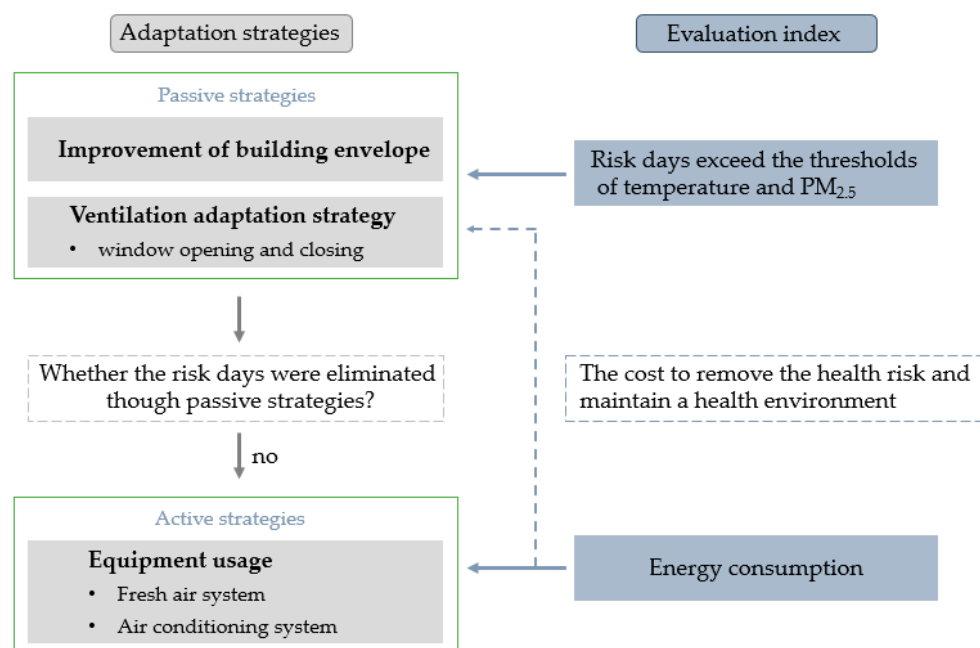 Adaptation strategies
Evaluation index
Passive strategies
Improvement of building envelope
Ventilation adaptation strategy
• window opening and closing
Risk days exceed the thresholds
of temperature and PM2.5
Whether the risk days were eliminated
though passive strategies?
The cost to remove the health risk and
maintain a health environment
no
Active strategies
Equipment usage
• Fresh air system
• Air conditioning system
Energy consumption